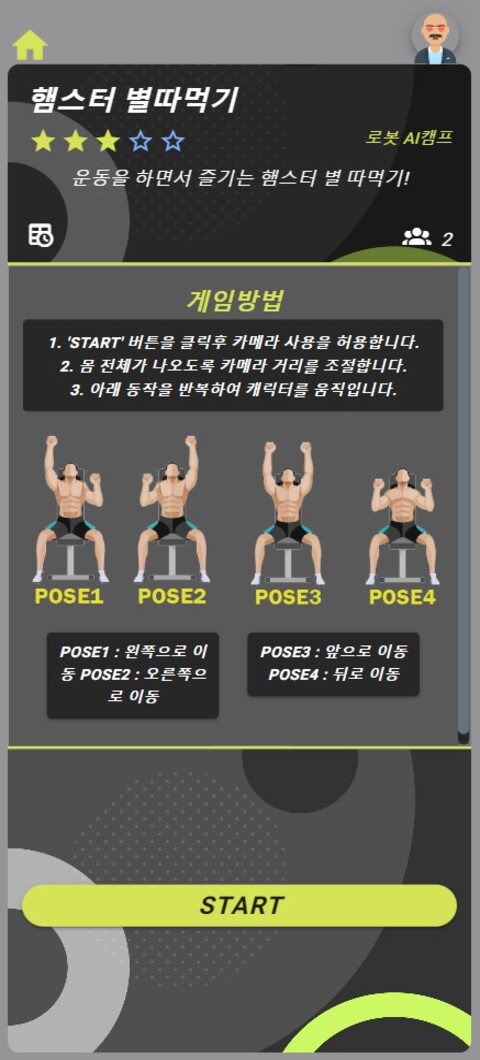 햄스터 별따먹기
로봇 AI캠프
운동을 하면서 즐기는 햄스터 별 따먹기!
2
게임방법
1. 'START' 버튼을 클릭후 카메라 사용을 허용합니다.
2. 몸 전체가 나오도록 카메라 거리를 조절합니다.
3. 아래 동작을 반복하여 캐릭터를 움직입니다.
POSE1 POSE2 POSE3 POSE4
POSE1 : 왼쪽으로 이
동 POSE2 : 오른쪽으
로 이동
POSE3 : 앞으로 이동
POSE4 : 뒤로 이동
START